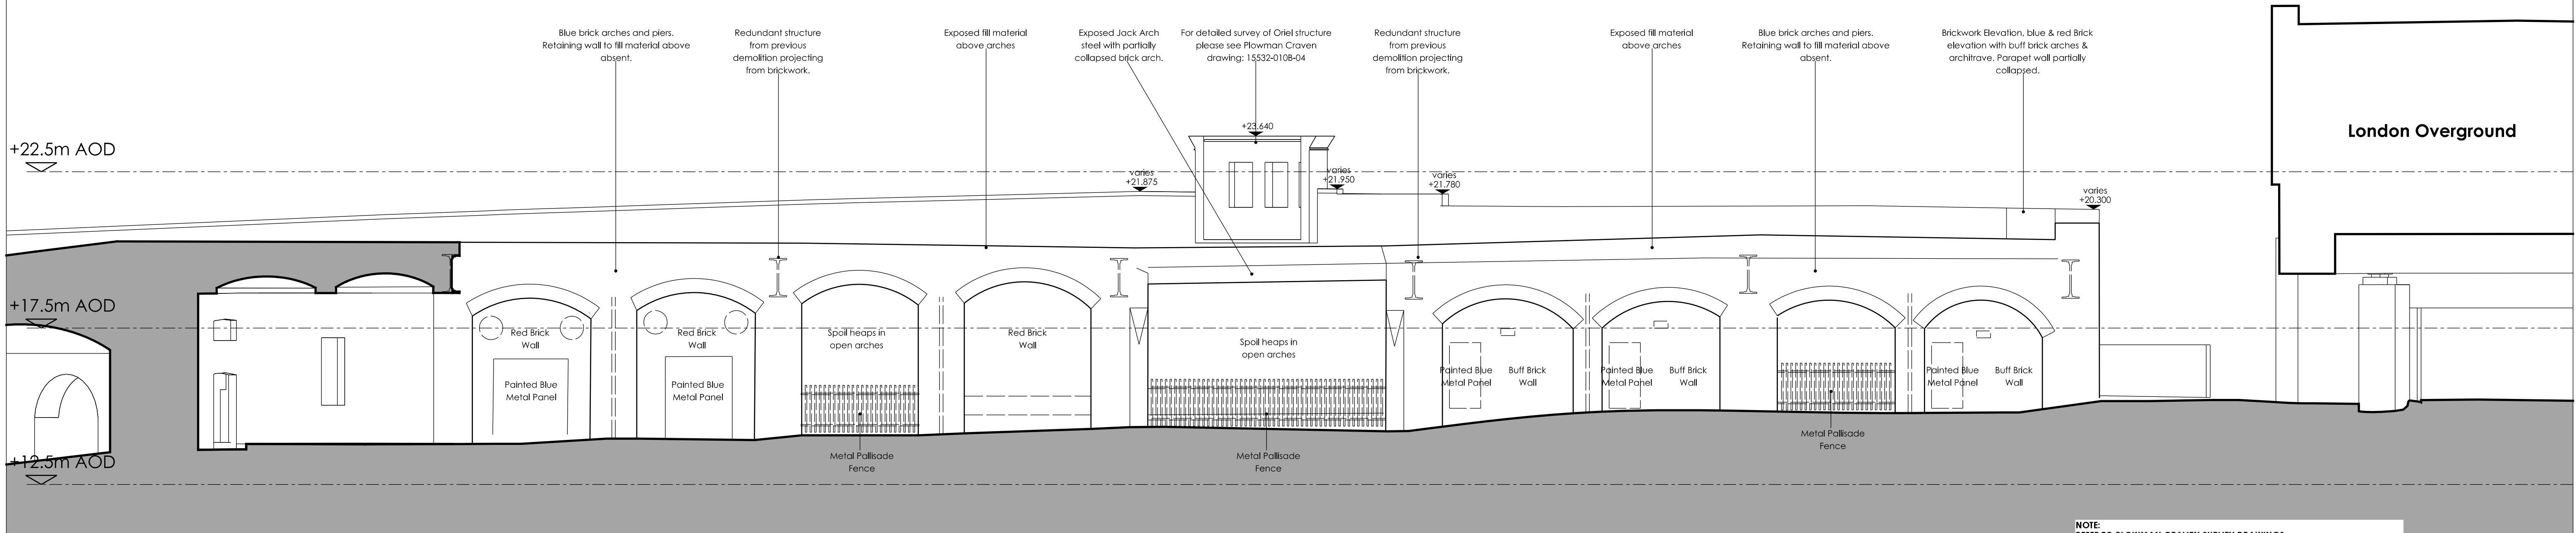 Blue brick arches and piers.
Retaining wall to fill material above
absent.
Redundant structure
from previous
demolition projecting
from brickwork.
Exposed fill material
above arches
Exposed Jack Arch
steel with partially
collapsed brick arch.
For detailed survey of Oriel structure
please see Plowman Craven
drawing: 15532-010B-04
Redundant structure
from previous
demolition projecting
from brickwork.
Exposed fill material
above arches
Blue brick arches and piers.
Retaining wall to fill material above
absent.
Brickwork Elevation, blue & red Brick
elevation with buff brick arches &
architrave. Parapet wall partially
collapsed.
London Overground
+23.640
+22.5m AOD
varies
+21.875
varies
+21.950
varies
+21.780
varies
+20.300
+17.5m AOD
Red Brick
Wall
Red Brick
Wall
Spoil heaps in
open arches
Red Brick
Wall
Spoil heaps in
open arches
Painted Blue
Metal Panel
Painted Blue
Metal Panel
Painted Blue
Metal Panel
Buff Brick
Wall
Painted Blue
Metal Panel
Buff Brick
Wall
Painted Blue
Metal Panel
Buff Brick
Wall
Metal Pallisade
Fence
Metal Pallisade
Fence
Metal Pallisade
Fence
+12.5m AOD
NOTE: